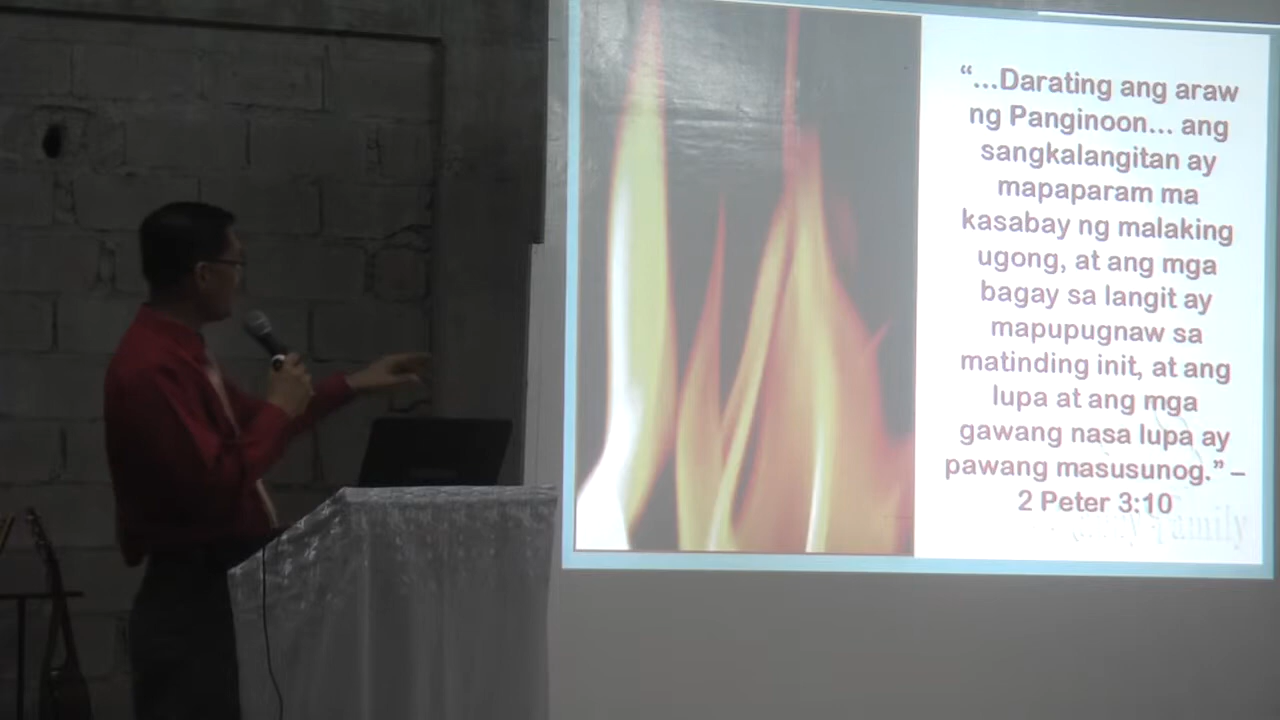 “...Darating ang araw
ng Panginoon... ang
sangkalangitan ay
mapaparam ma
kasabay ng malaking
ugong, at ang mga
bagay sa langit ay
mapupugnaw sa
matinding init, at ang
lupa at ang mga
gawang nasa lupa ay
pawang masusunog.” –
2 Peter 3:10
Family